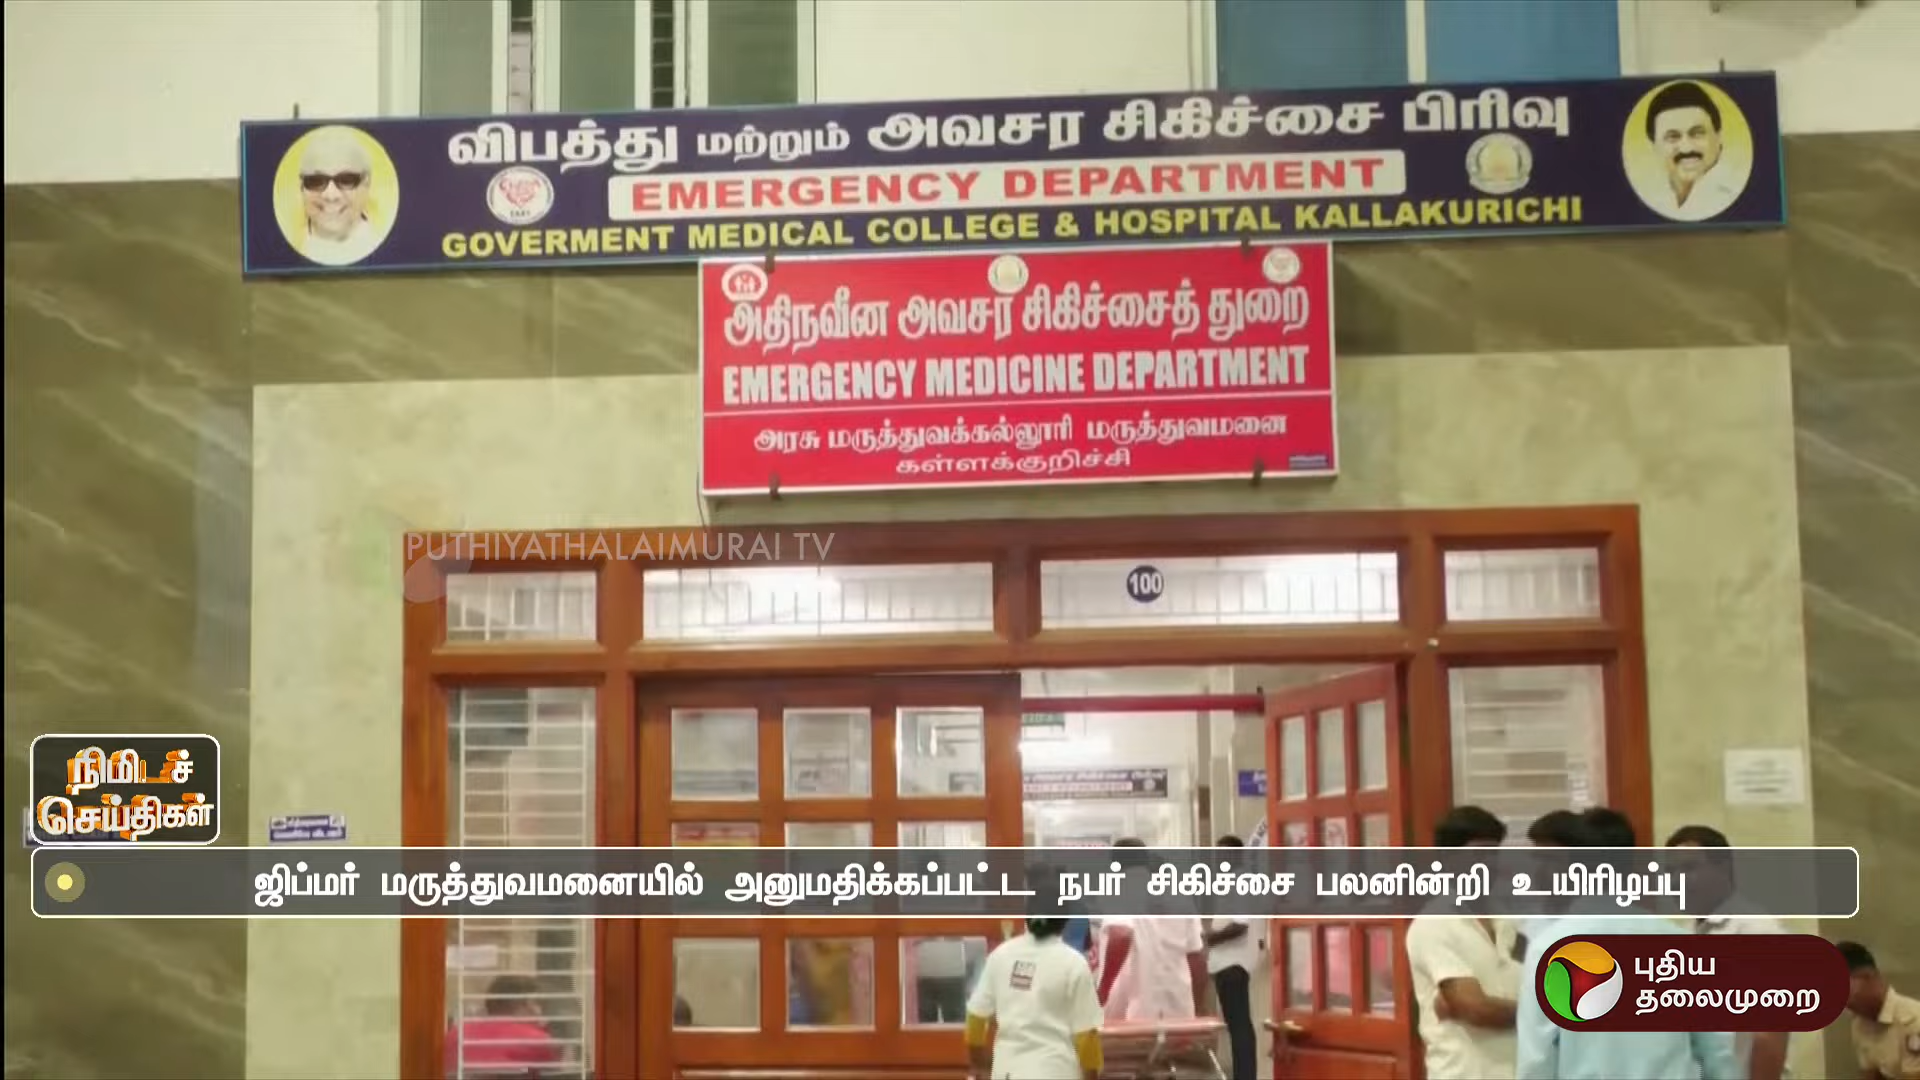 விபத்து மற்றும் அவசர சிகிச்சை பிரிவு
EMERGENCY DEPARTMENT
GOVERMENT MEDICAL COLLEGE & HOSPITAL KALLAKURICHI
அதிநவீன அவசர சிகிச்சைத் துறை
EMERGENCY MEDICINE DEPARTMENT
அரசு மருத்துவக்கல்லூரி மருத்துவமனை
கள்ளக்குறிச்சி
PUTHIYATHALAIMURAI TV
100
நிமிடச்
செய்திகள்
ஜிப்மர் மருத்துவமனையில் அனுமதிக்கப்பட்ட நபர் சிகிச்சை பலனின்றி உயிரிழப்பு
புதிய
தலைமுறை